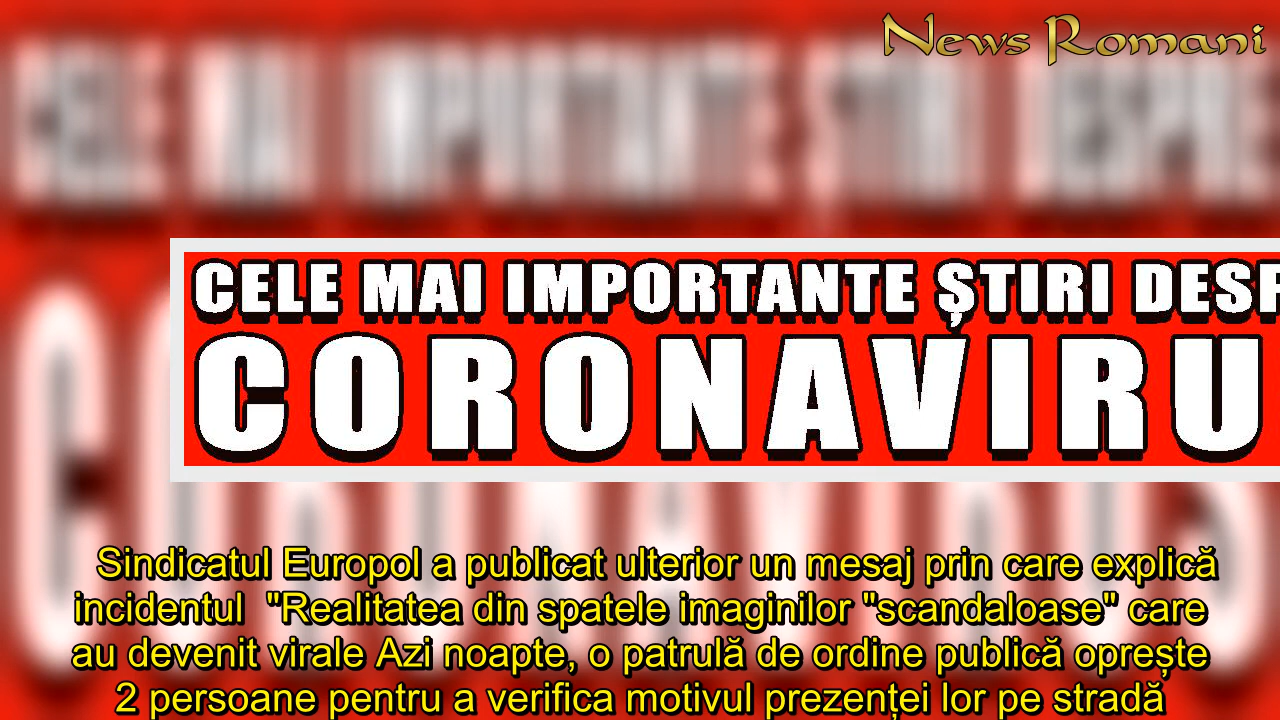 News Romani
CELE MAI IMPORTANTE ȘTIRI DESP
CORONAVIRU
Sindicatul Europol a publicat ulterior un mesaj prin care explică
incidentul "Realitatea din spatele imaginilor "scandaloase" care
au devenit virale Azi noapte, o patrulă de ordine publică oprește
2 persoane pentru a verifica motivul prezenței lor pe stradă